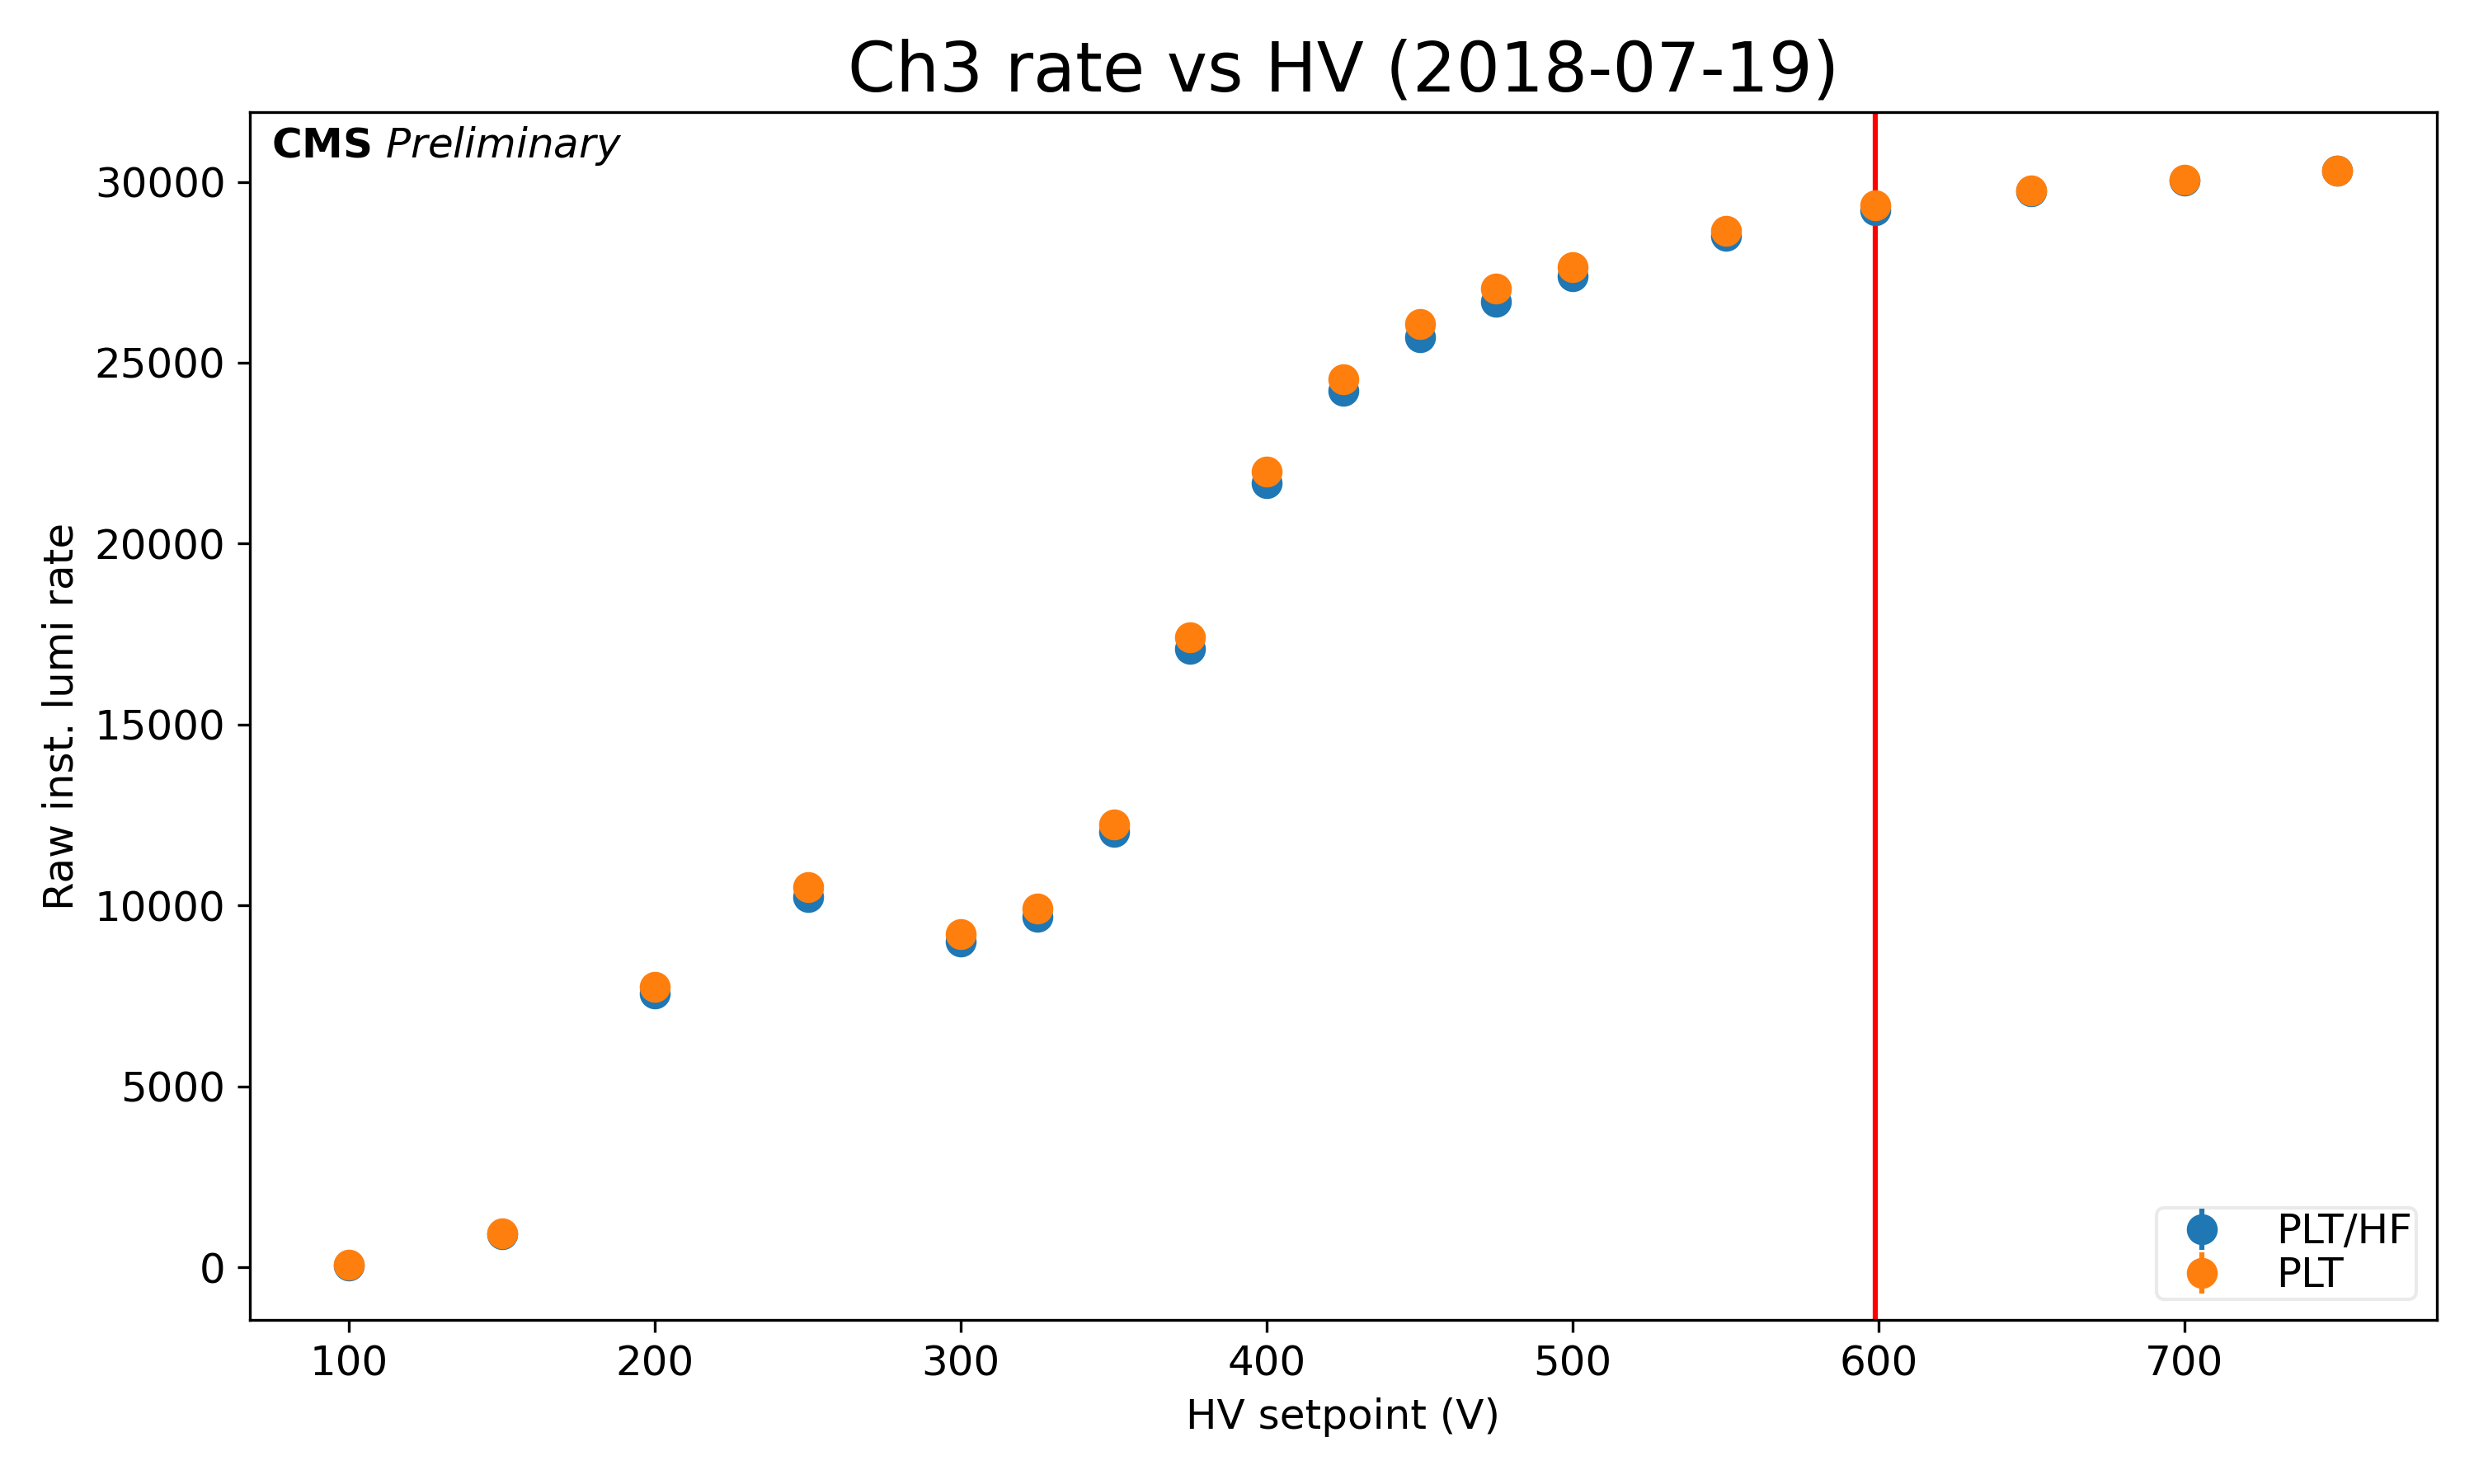 Ch3 rate vs HV (2018-07-19)
CMS Preliminary
30000
25000
20000
15000
10000
5000
0
Raw inst. lumi rate
PLT/HF
PLT
100 200 300 400 500 600 700
HV setpoint (V)